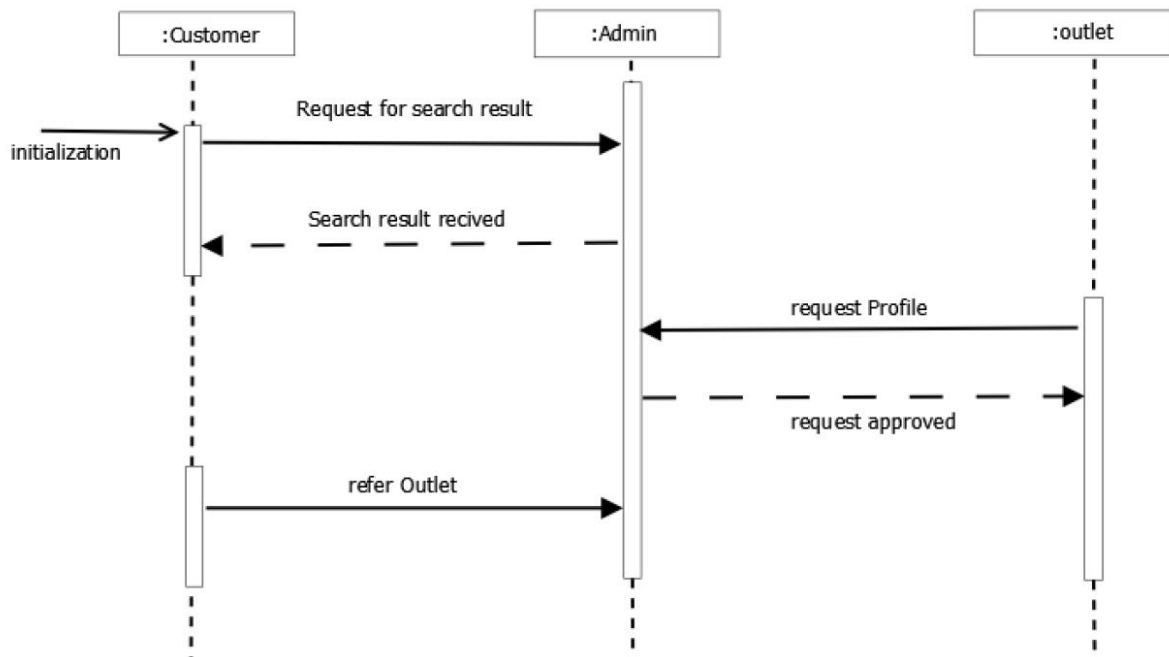 :Customer
:Admin
:outlet
Request for search result
initialization
Search result recived
request Profile
request approved
refer Outlet